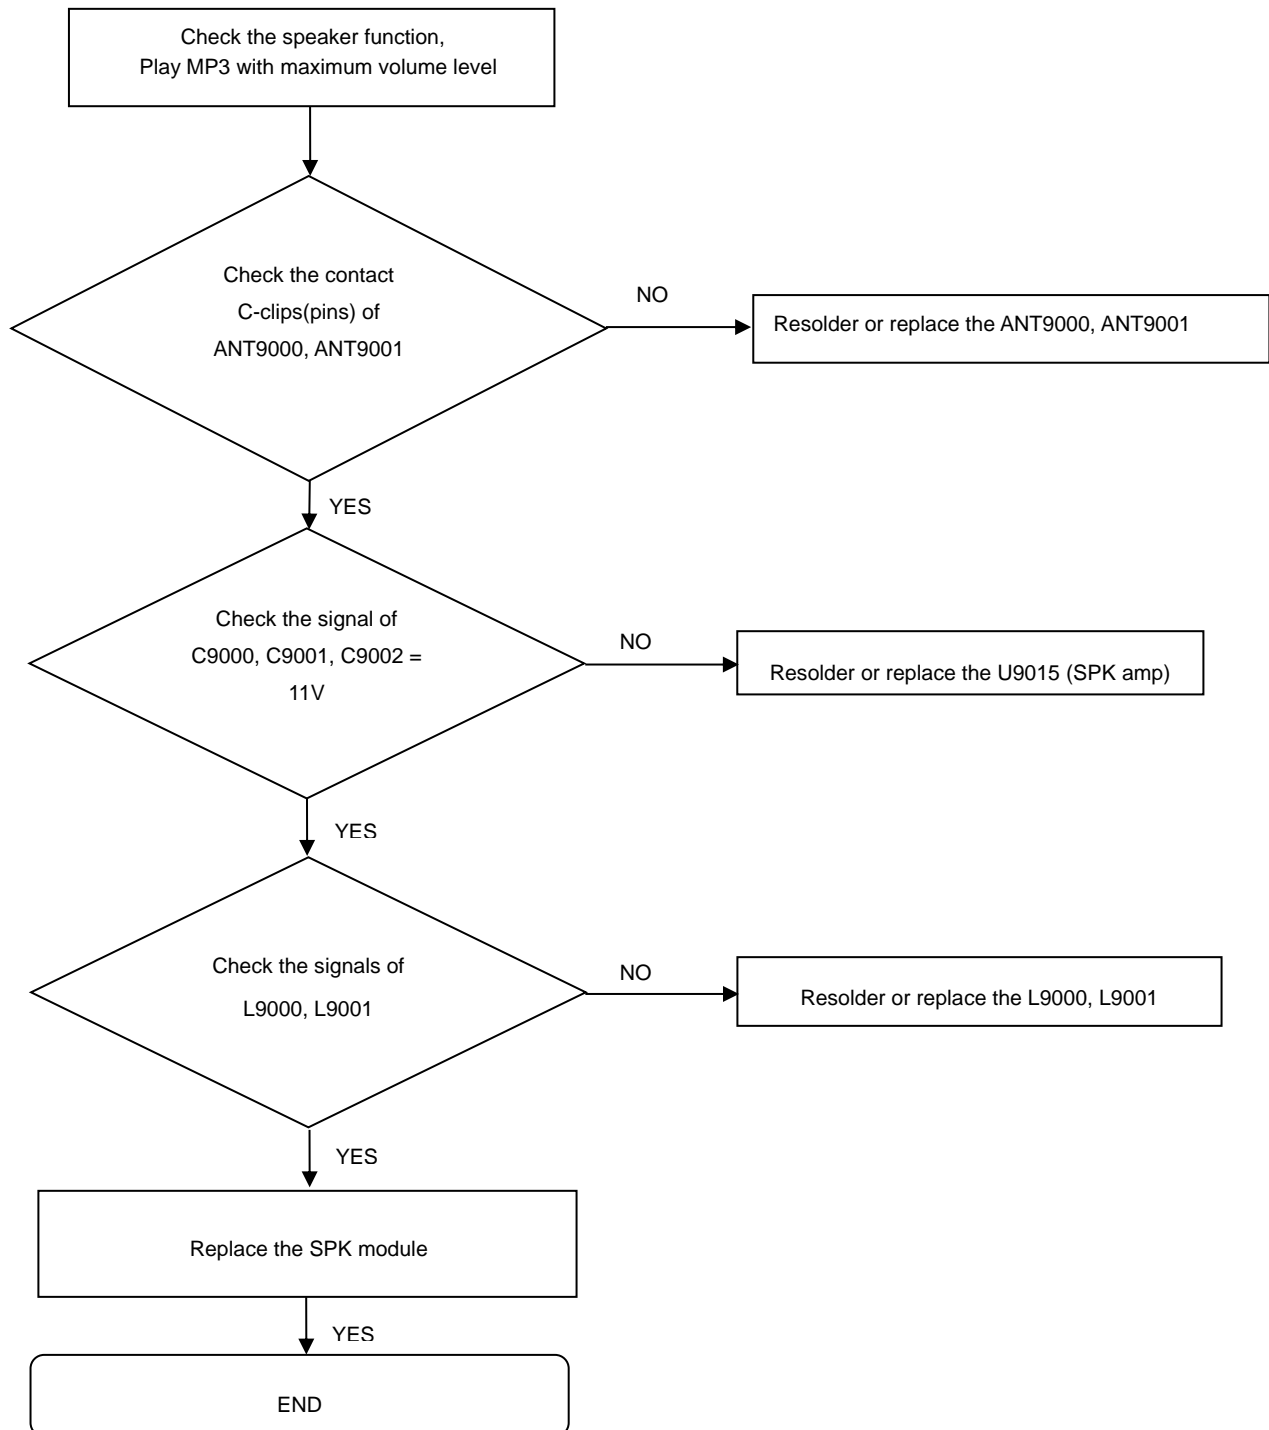 Check the speaker function,
Play MP3 with maximum volume level
Check the contact
C-clips(pins) of
ANT9000, ANT9001
NO
Resolder or replace the ANT9000, ANT9001
YES
Check the signal of
C9000, C9001, C9002 =
11V
NO
Resolder or replace the U9015 (SPK amp)
YES
Check the signals of
L9000, L9001
NO
Resolder or replace the L9000, L9001
YES
Replace the SPK module
YES
END